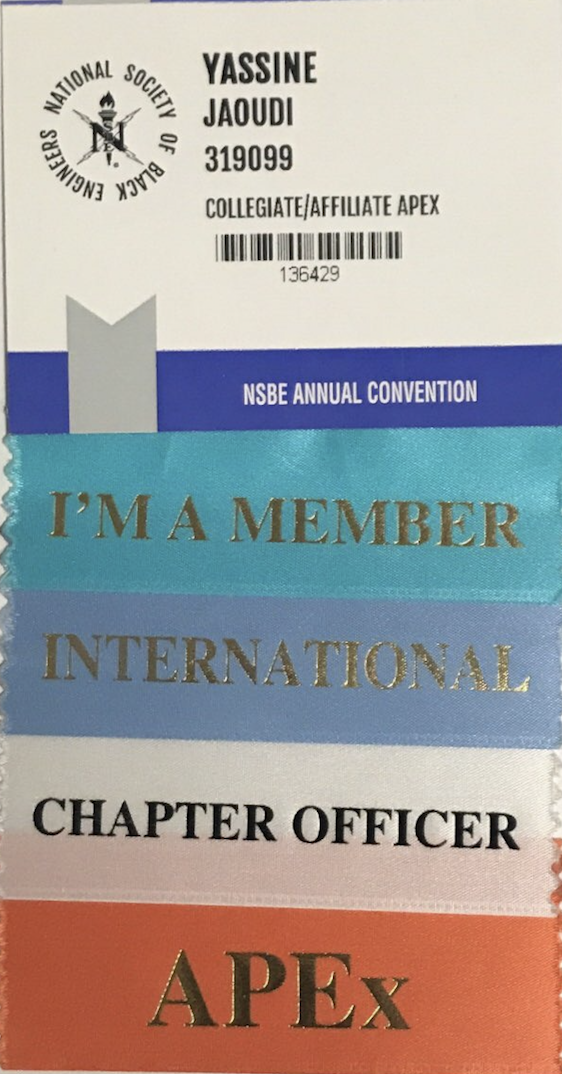 NATIONAL SOCIETY OF BLACK ENGINEERS
YASSINE
JAOUDI
319099
COLLEGIATE/AFFILIATE APEX
136429
NSBE ANNUAL CONVENTION
I'M A MEMBER
INTERNATIONAL
CHAPTER OFFICER
APEx